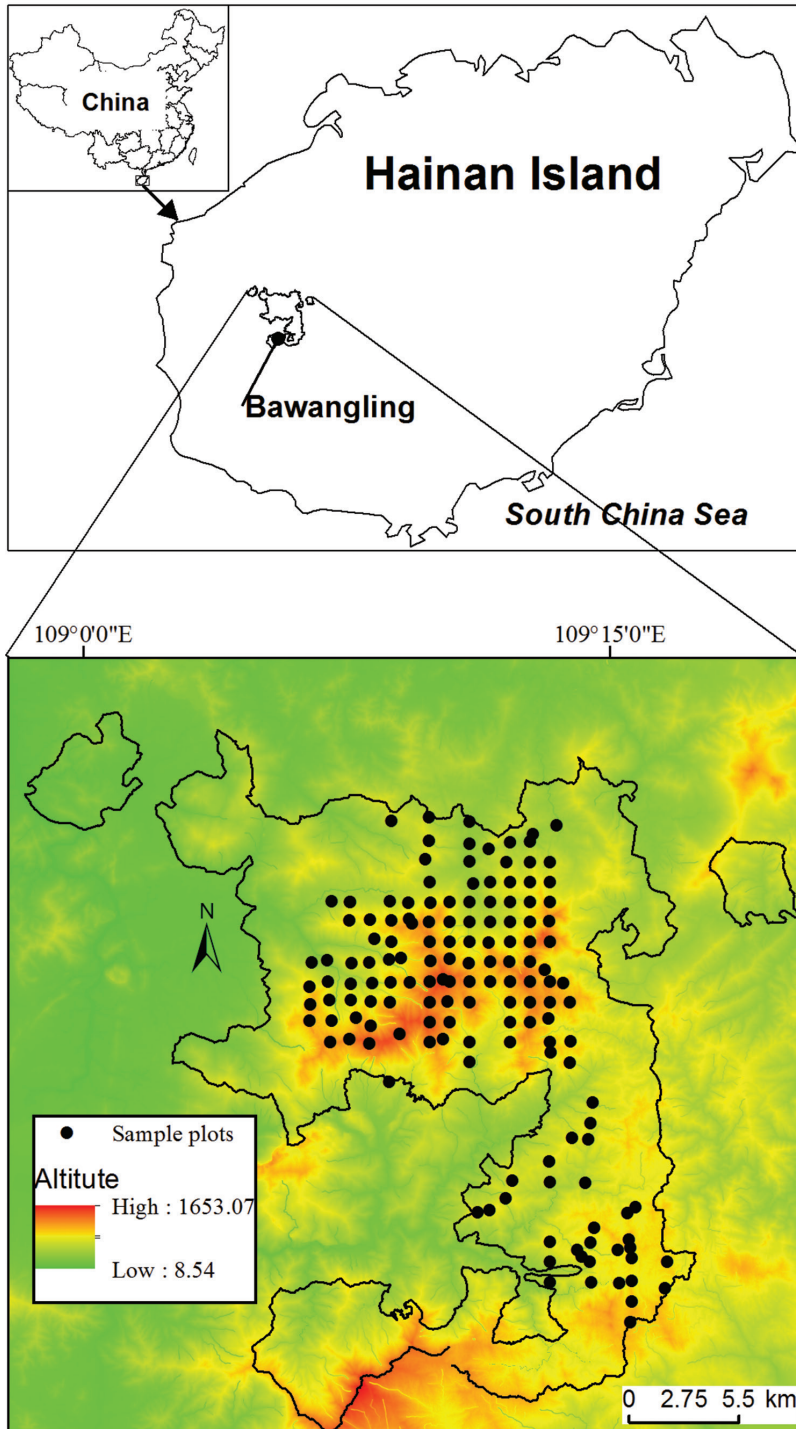 China
Hainan Island
Bawangling
South China Sea
109°0'0"E
109°15'0"E
N
Sample plots
Altitute
High : 1653.07
Low : 8.54
0 2.75 5.5 km